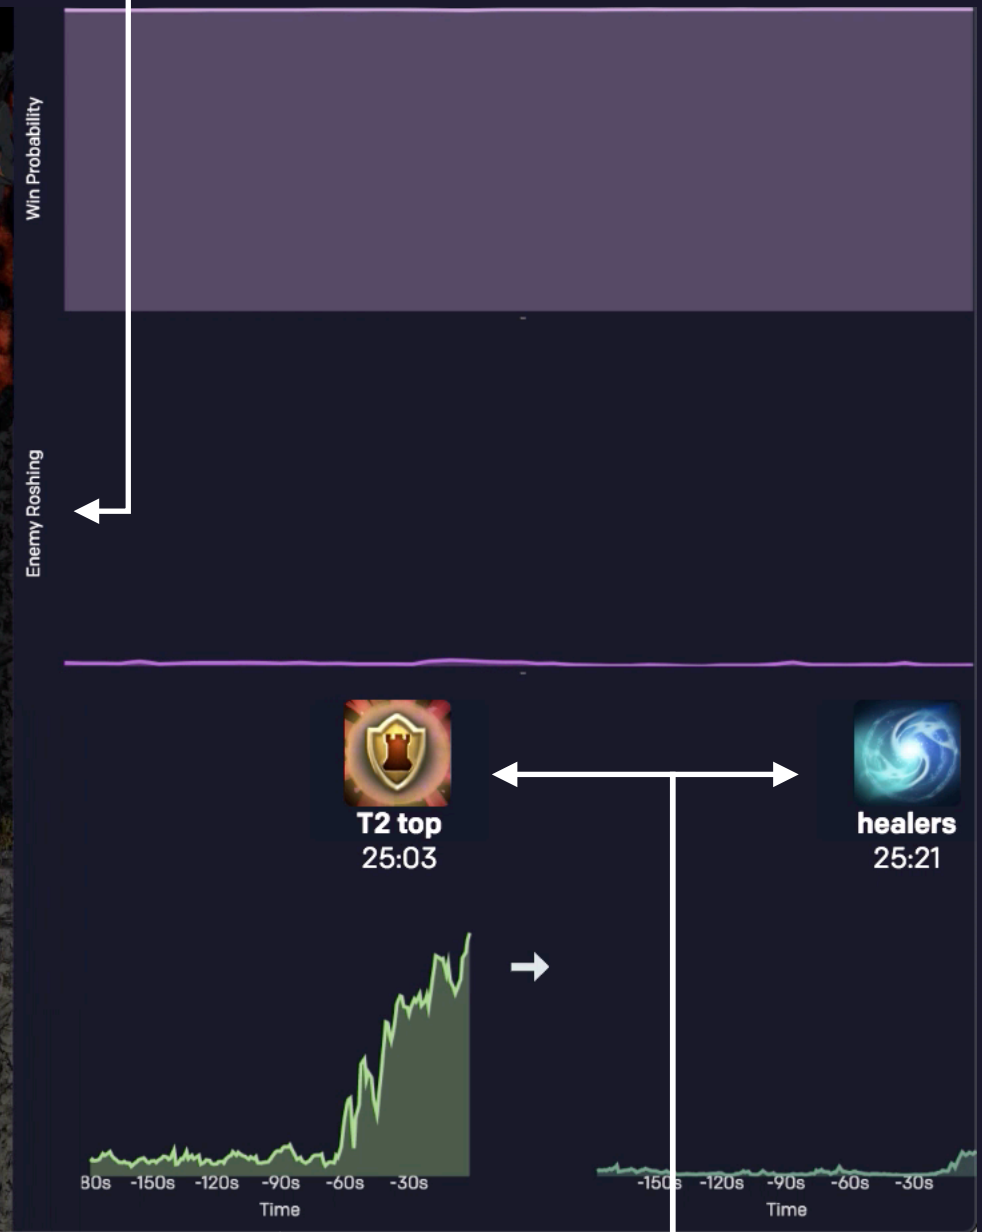 Win Probability
-
Enemy Roshing
-
T2 top
25:03
healers
25:21
80s -150s -120s -90s -60s -30s
Time
-150s -120s -90s -60s -30s
Time